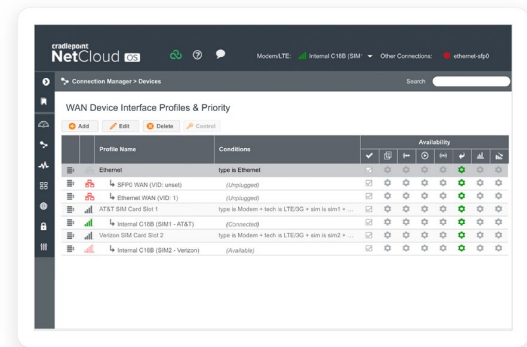 cradlepoint
NetCloud OS
Modem/LTE: Internal C18B (SIM1 Other Connections: ethernet-sfp0
Connection Manager > Devices Search
WAN Device Interface Profiles & Priority
Add Edit Delete Control
Availability
Profile Name Conditions
Ethernet type is Ethernet
SFP0 WAN (VID: unset) (Unplugged)
Ethernet WAN (VID: 1) (Unplugged)
AT&T SIM Card Slot 1 type is Modem + tech is LTE/3G + sim is sim1 + ...
Internal C18B (SIM1 - AT&T) (Connected)
Verizon SIM Card Slot 2 type is Modem + tech is LTE/3G + sim is sim2 + ...
Internal C18B (SIM2 - Verizon) (Available)